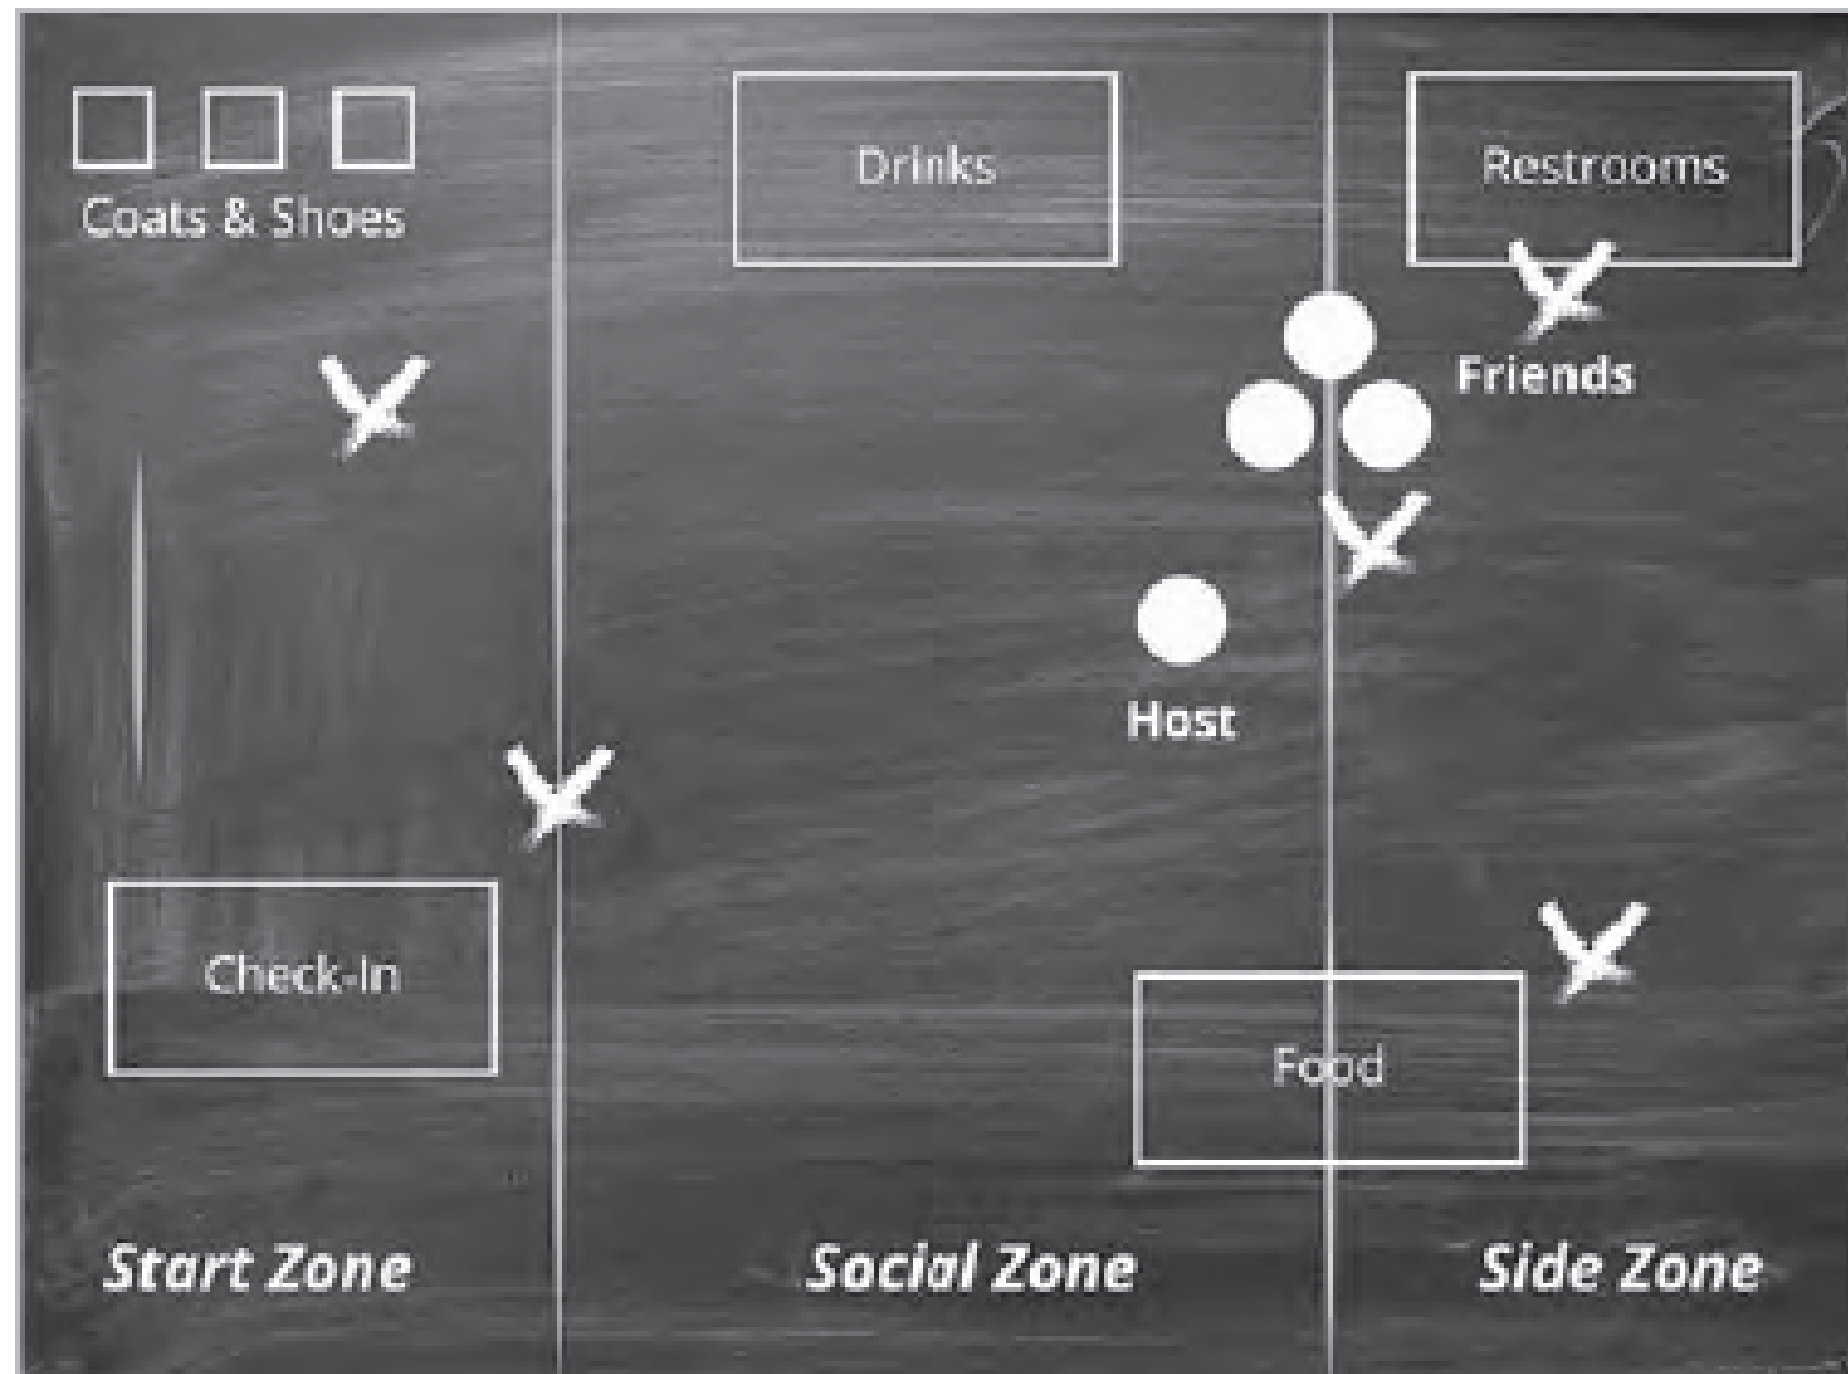 Coats & Shoes
Drinks
Restrooms
Friends
Host
Check-In
Food
Start Zone
Social Zone
Side Zone